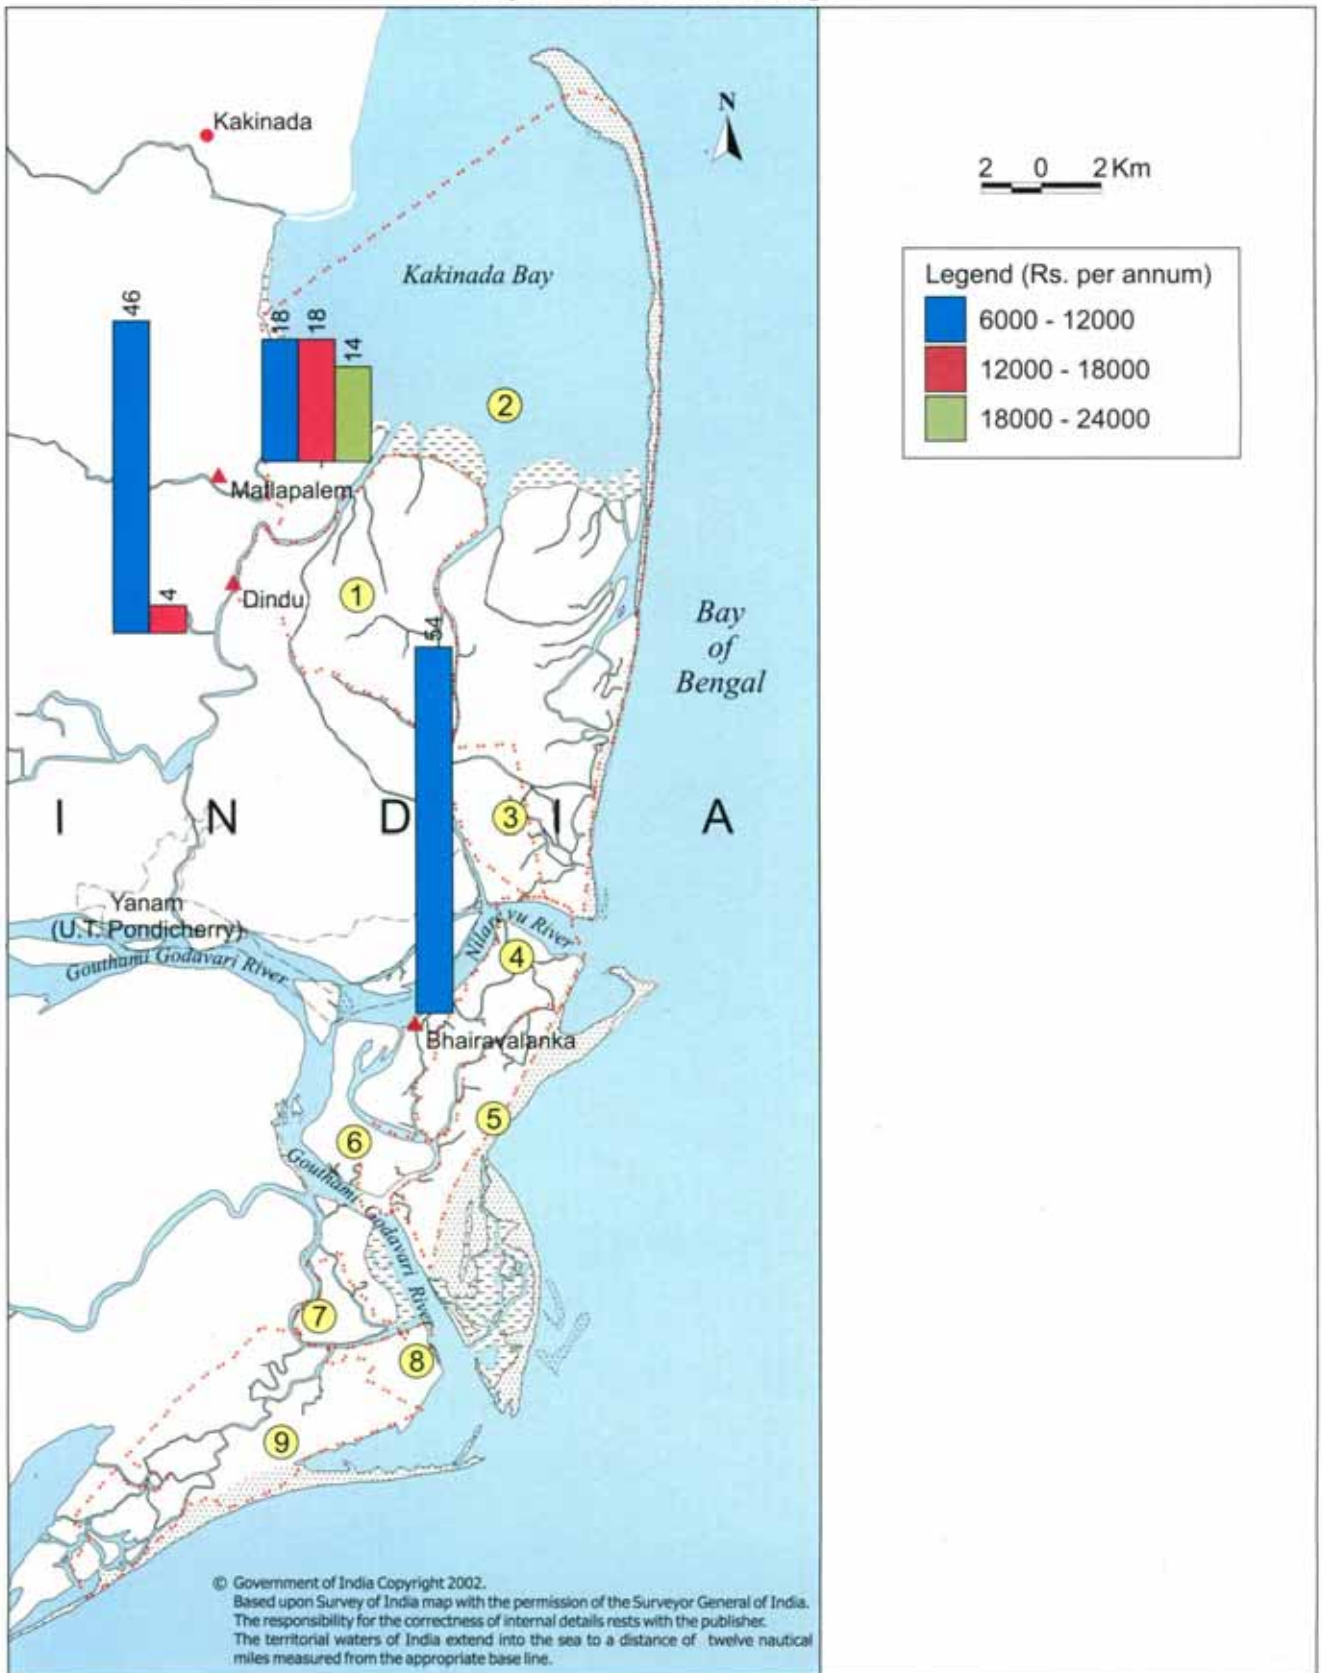 Kakinada
N
2 0 2 Km
Kakinada Bay
Legend (Rs. per annum)
6000 - 12000
12000 - 18000
18000 - 24000
46
18
18
14
2
Mallapalem
4
Dindu
1
54
Bay
of
Bengal
I N D I A
3
Yanam
(U.T. Pondicherry)
Nilarevu River
Gouthami Godavari River
4
Bhairavalanka
5
6
Gouthami Godavari River
7
8
9
© Government of India Copyright 2002.
Based upon Survey of India map with the permission of the Surveyor General of India.
The responsibility for the correctness of internal details rests with the publisher.
The territorial waters of India extend into the sea to a distance of twelve nautical
miles measured from the appropriate base line.